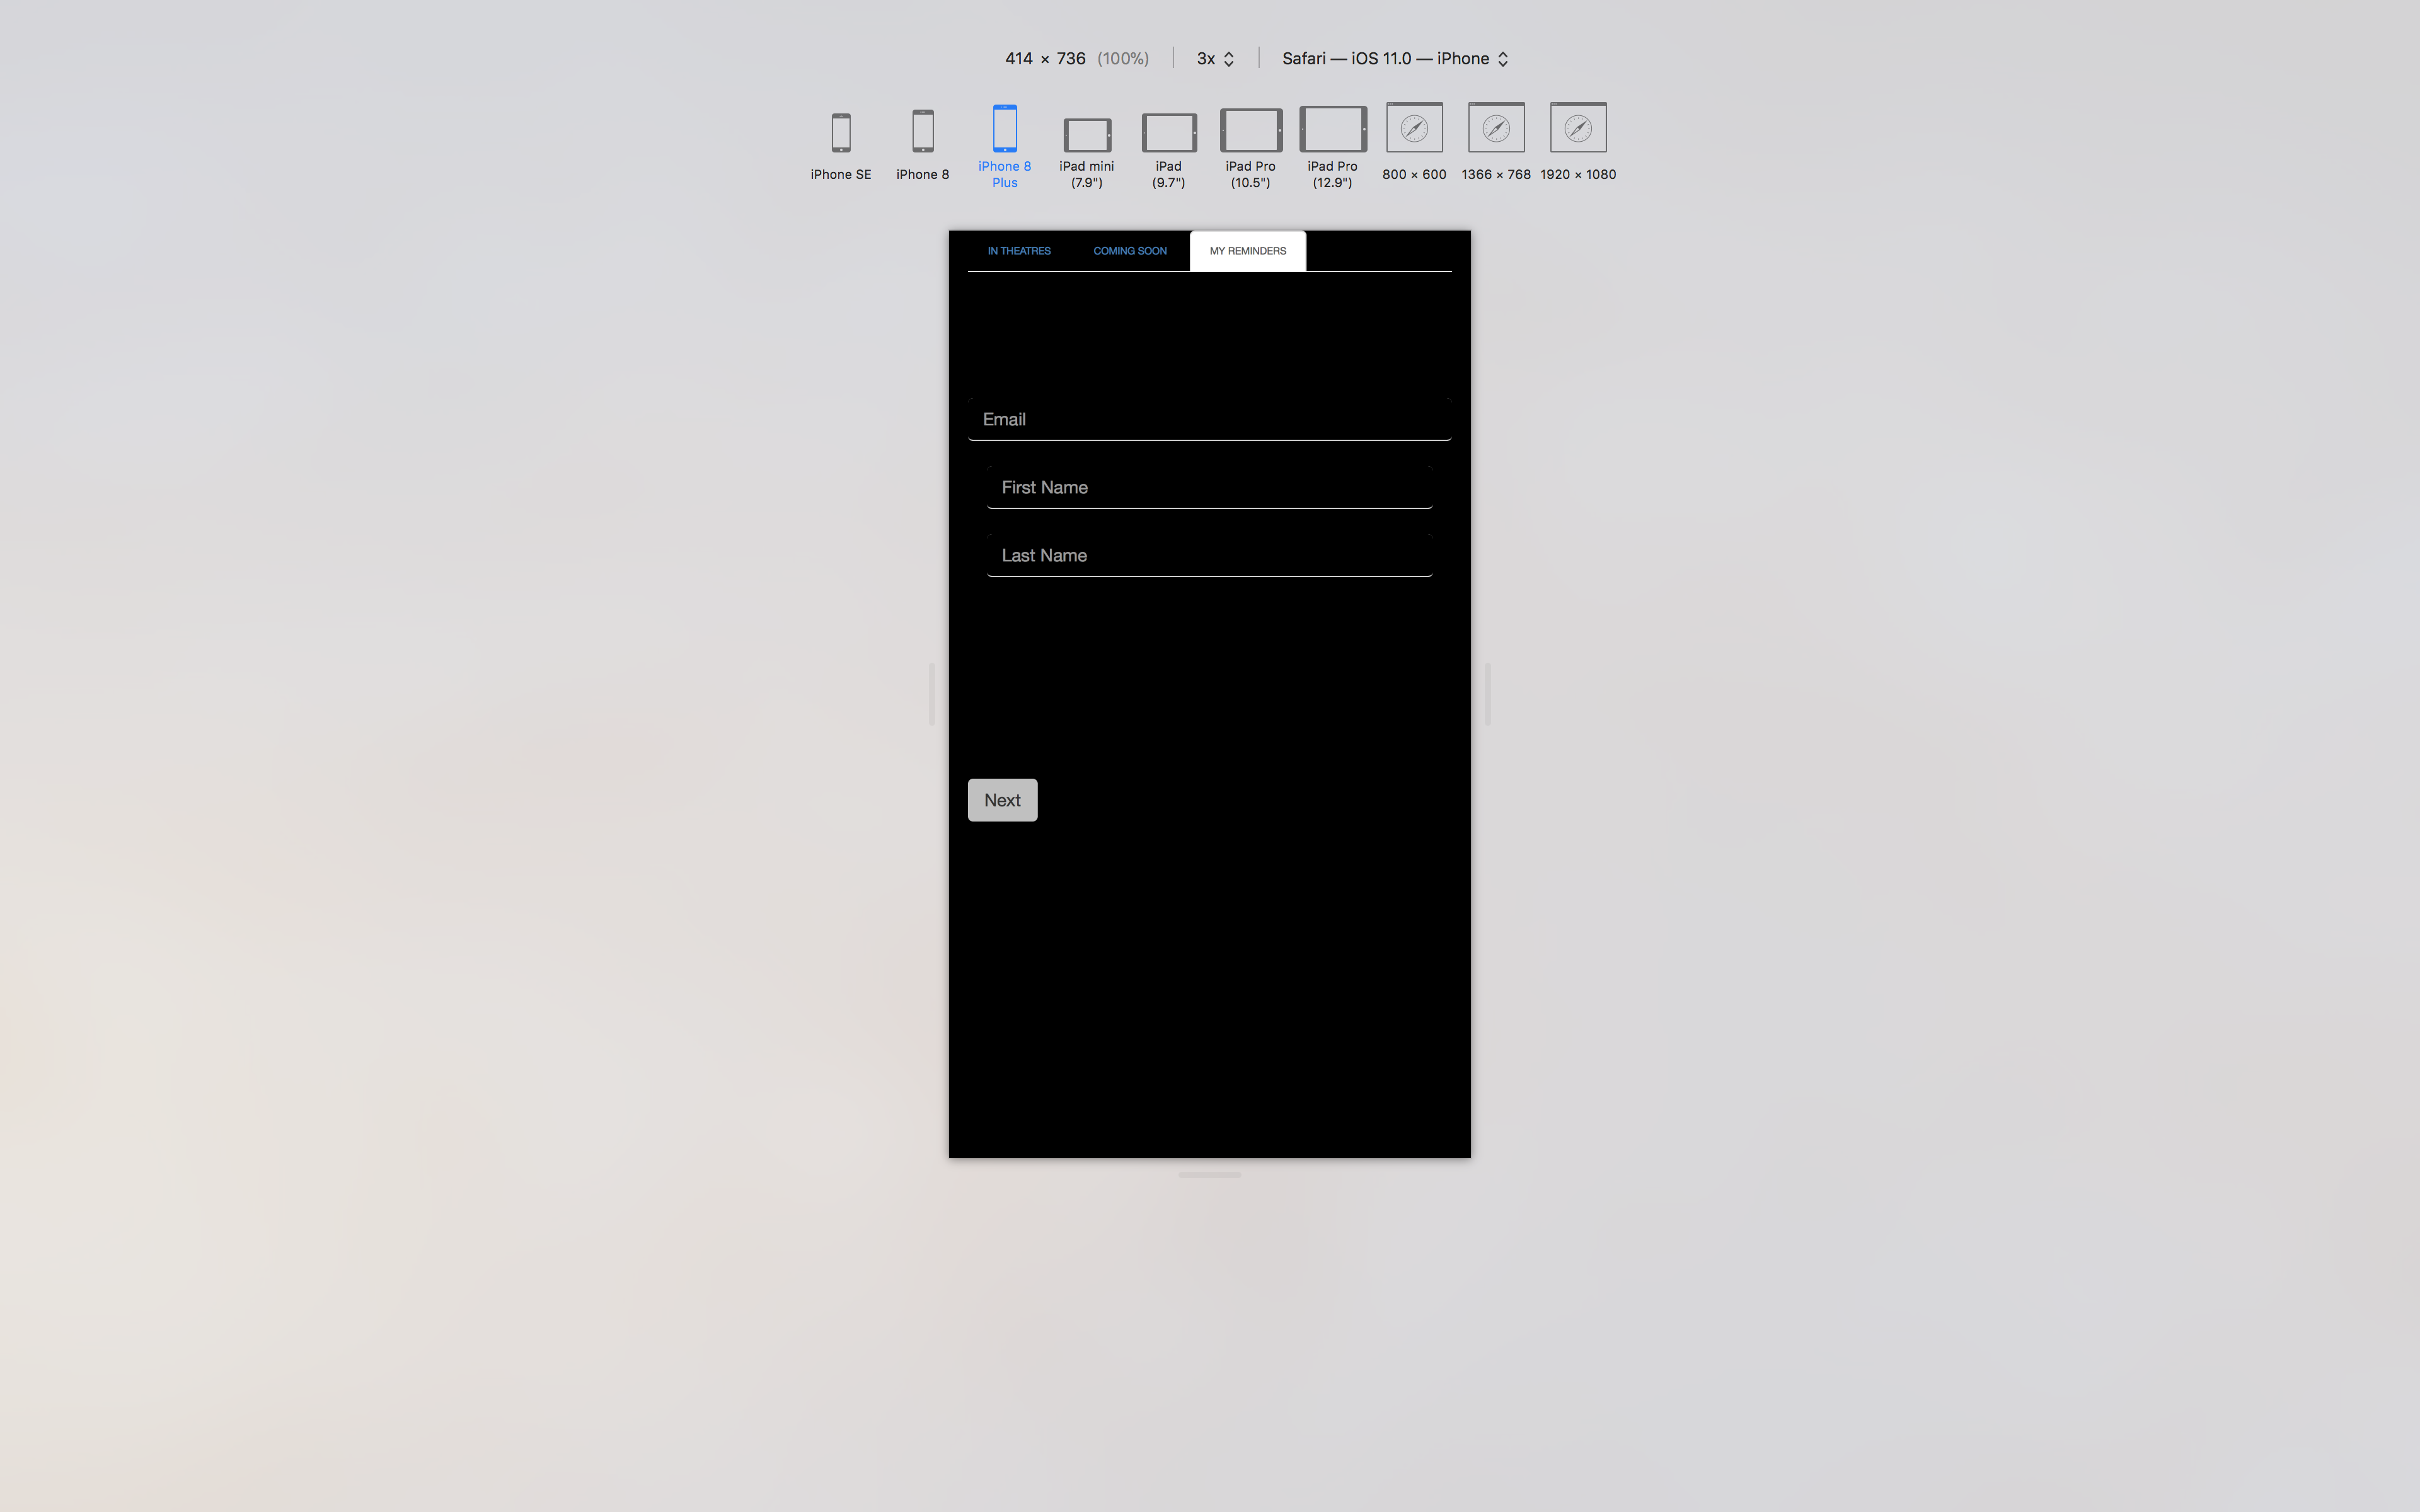 414 × 736 (100%) 3x Safari — iOS 11.0 — iPhone
iPhone SE
iPhone 8
iPhone 8
Plus
iPad mini
(7.9")
iPad
(9.7")
iPad Pro
(10.5")
iPad Pro
(12.9")
800 × 600
1366 × 768
1920 × 1080
IN THEATRES COMING SOON MY REMINDERS
Email
First Name
Last Name
Next